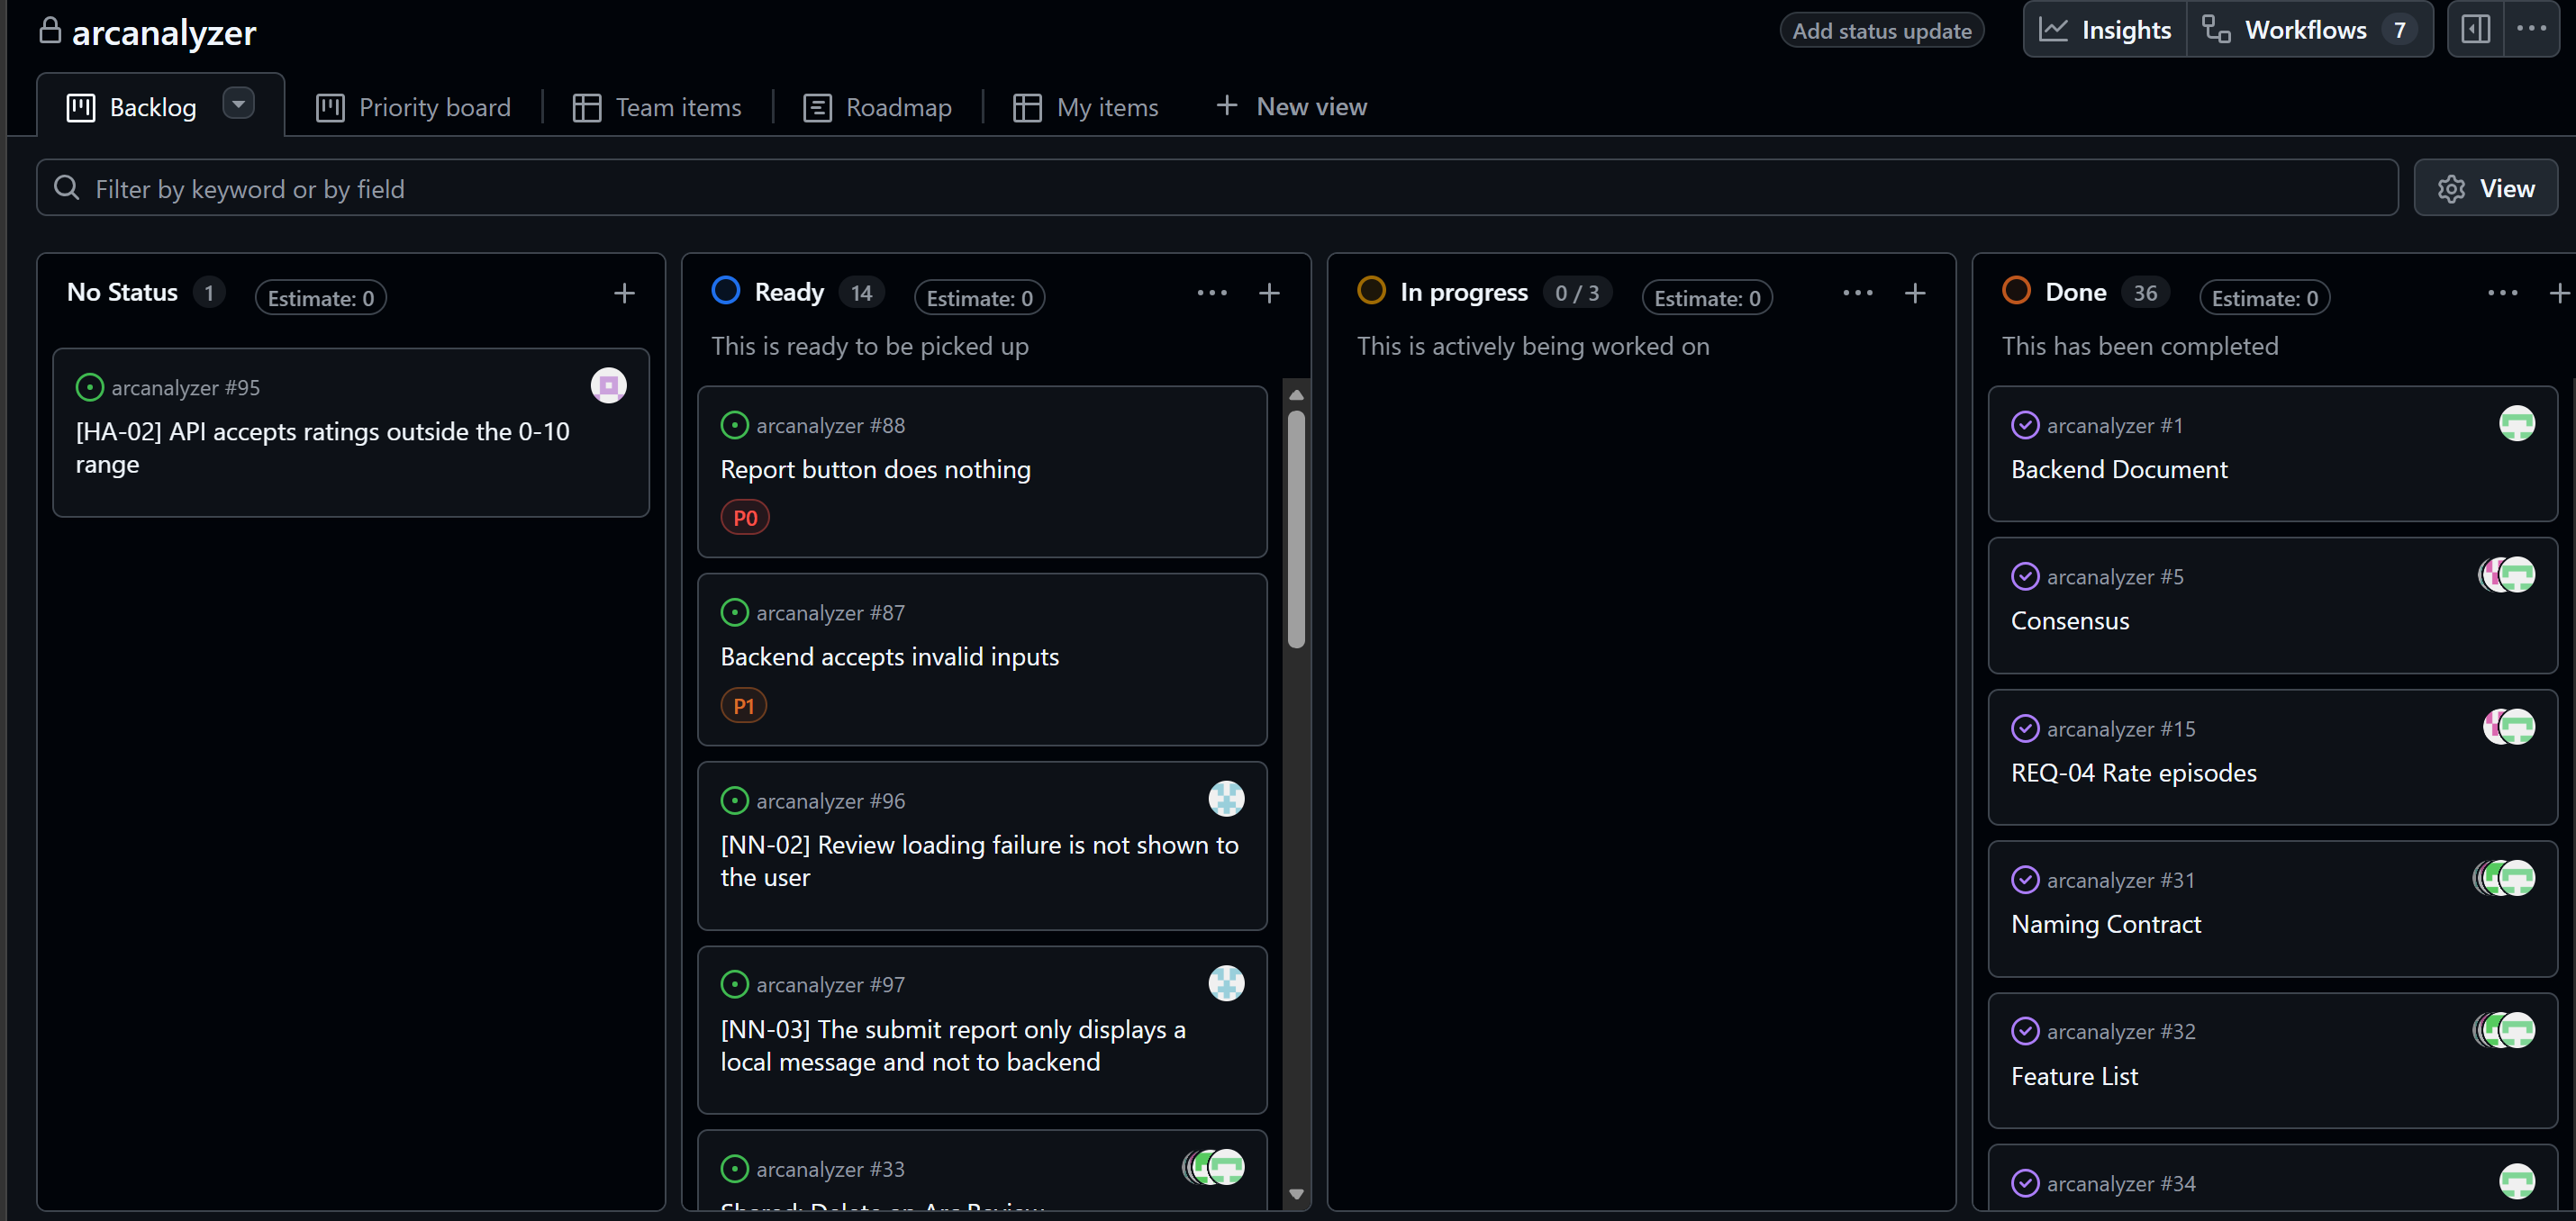 arcanalyzer
Add status update
Insights
Workflows 7
Backlog
Priority board
Team items
Roadmap
My items
New view
Filter by keyword or by field
View
No Status 1 Estimate: 0
arcanalyzer #95
[HA-02] API accepts ratings outside the 0-10
range
Ready 14 Estimate: 0
This is ready to be picked up
arcanalyzer #88
Report button does nothing
P0
arcanalyzer #87
Backend accepts invalid inputs
P1
arcanalyzer #96
[NN-02] Review loading failure is not shown to
the user
arcanalyzer #97
[NN-03] The submit report only displays a
local message and not to backend
arcanalyzer #33
Shared: Delete an Arc Review
In progress 0 / 3 Estimate: 0
This is actively being worked on
Done 36 Estimate: 0
This has been completed
arcanalyzer #1
Backend Document
arcanalyzer #5
Consensus
arcanalyzer #15
REQ-04 Rate episodes
arcanalyzer #31
Naming Contract
arcanalyzer #32
Feature List
arcanalyzer #34